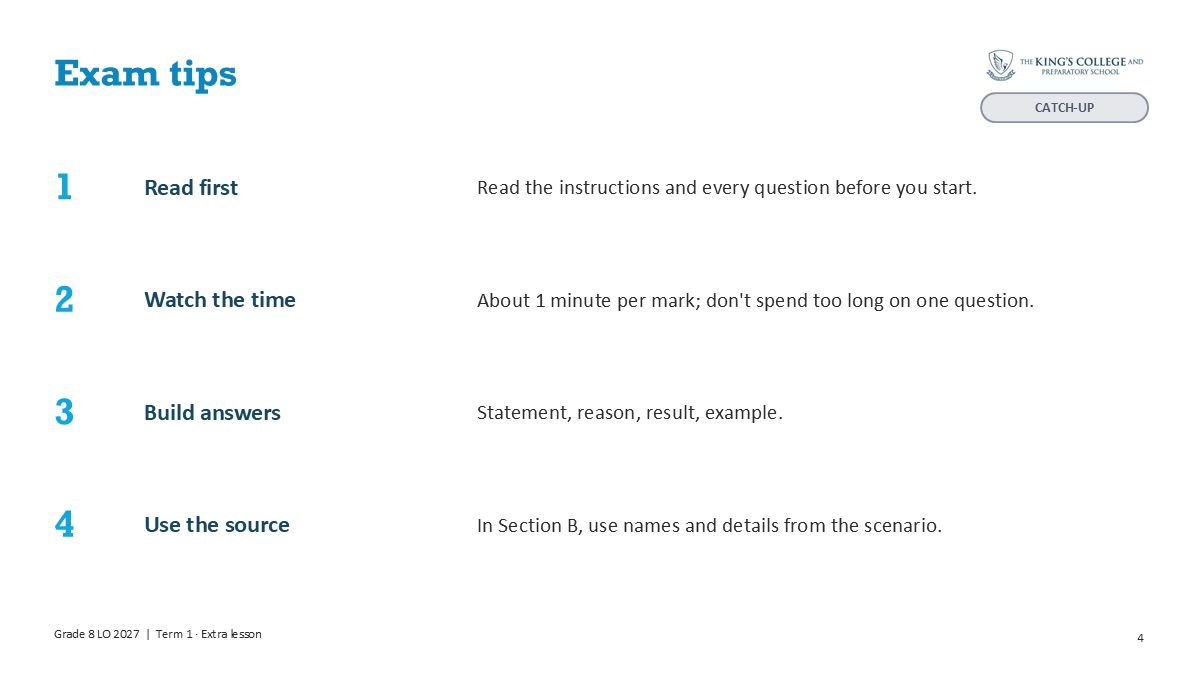 Exam tips
THE KING'S COLLEGE AND
PREPARATORY SCHOOL
CATCH-UP
1
Read first
Read the instructions and every question before you start.
2
Watch the time
About 1 minute per mark; don't spend too long on one question.
3
Build answers
Statement, reason, result, example.
4
Use the source
In Section B, use names and details from the scenario.
Grade 8 LO 2027 | Term 1 · Extra lesson
4